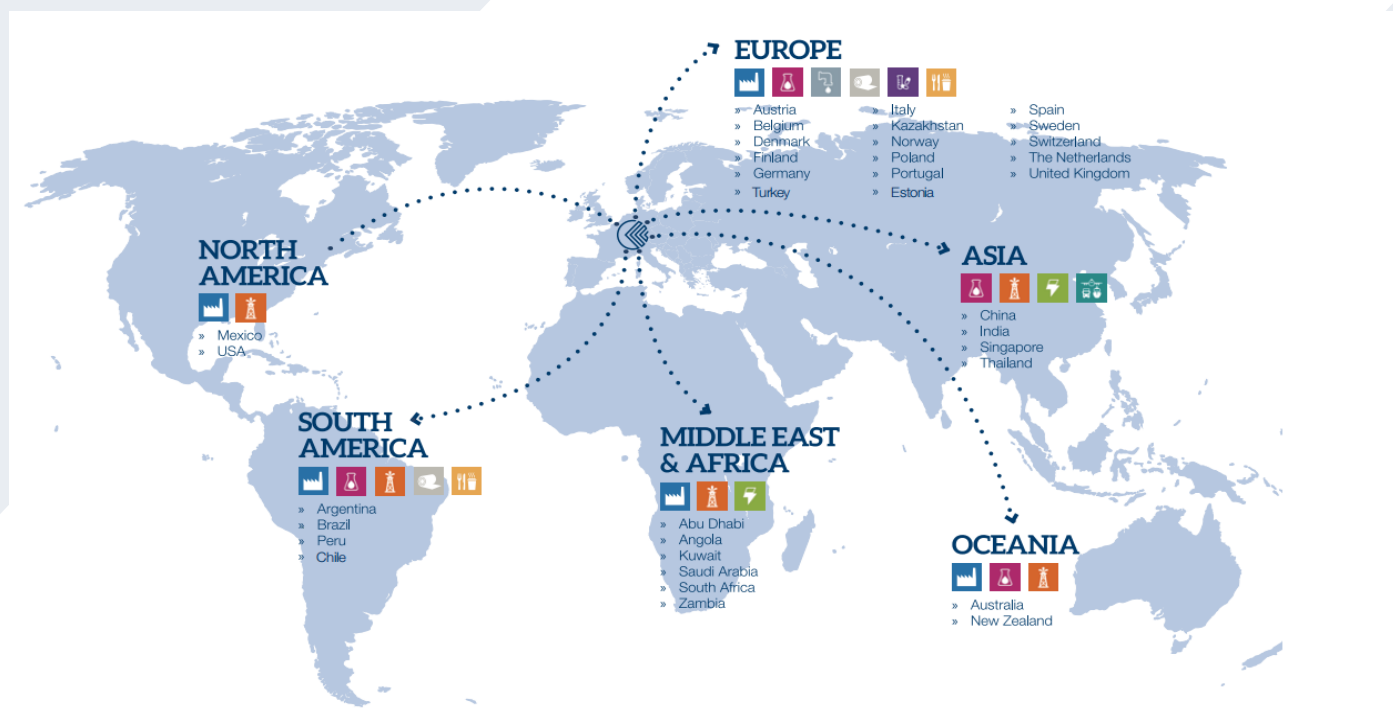 EUROPE
» Austria
» Belgium
» Denmark
» Finland
» Germany
» Turkey
» Italy
» Kazakhstan
» Norway
» Poland
» Portugal
» Estonia
» Spain
» Sweden
» Switzerland
» The Netherlands
» United Kingdom
NORTH
AMERICA
» Mexico
» USA
ASIA
» China
» India
» Singapore
» Thailand
SOUTH
AMERICA
» Argentina
» Brazil
» Peru
» Chile
MIDDLE EAST
& AFRICA
» Abu Dhabi
» Angola
» Kuwait
» Saudi Arabia
» South Africa
» Zambia
OCEANIA
» Australia
» New Zealand